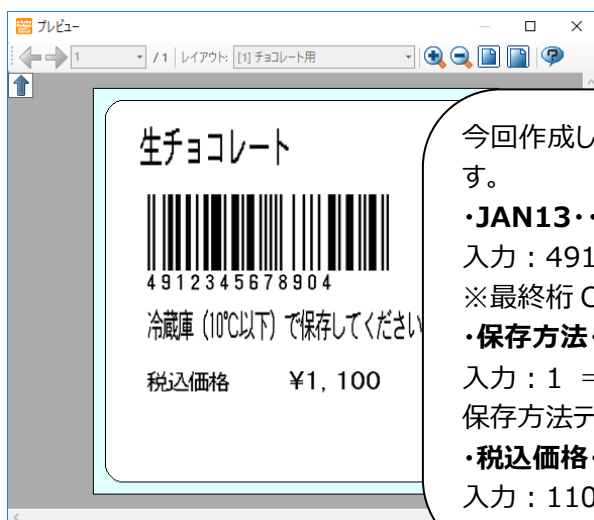 プレビュー
1 / 1 レイアウト: [1] チョコレート用
生チョコレート
4912345678904
冷蔵庫（10℃以下）で保存してください
税込価格 ¥1,100
今回作成し
す。
・JAN13・
入力：491
※最終桁 C
・保存方法
入力：1 =
保存方法テ
・税込価格
入力：110